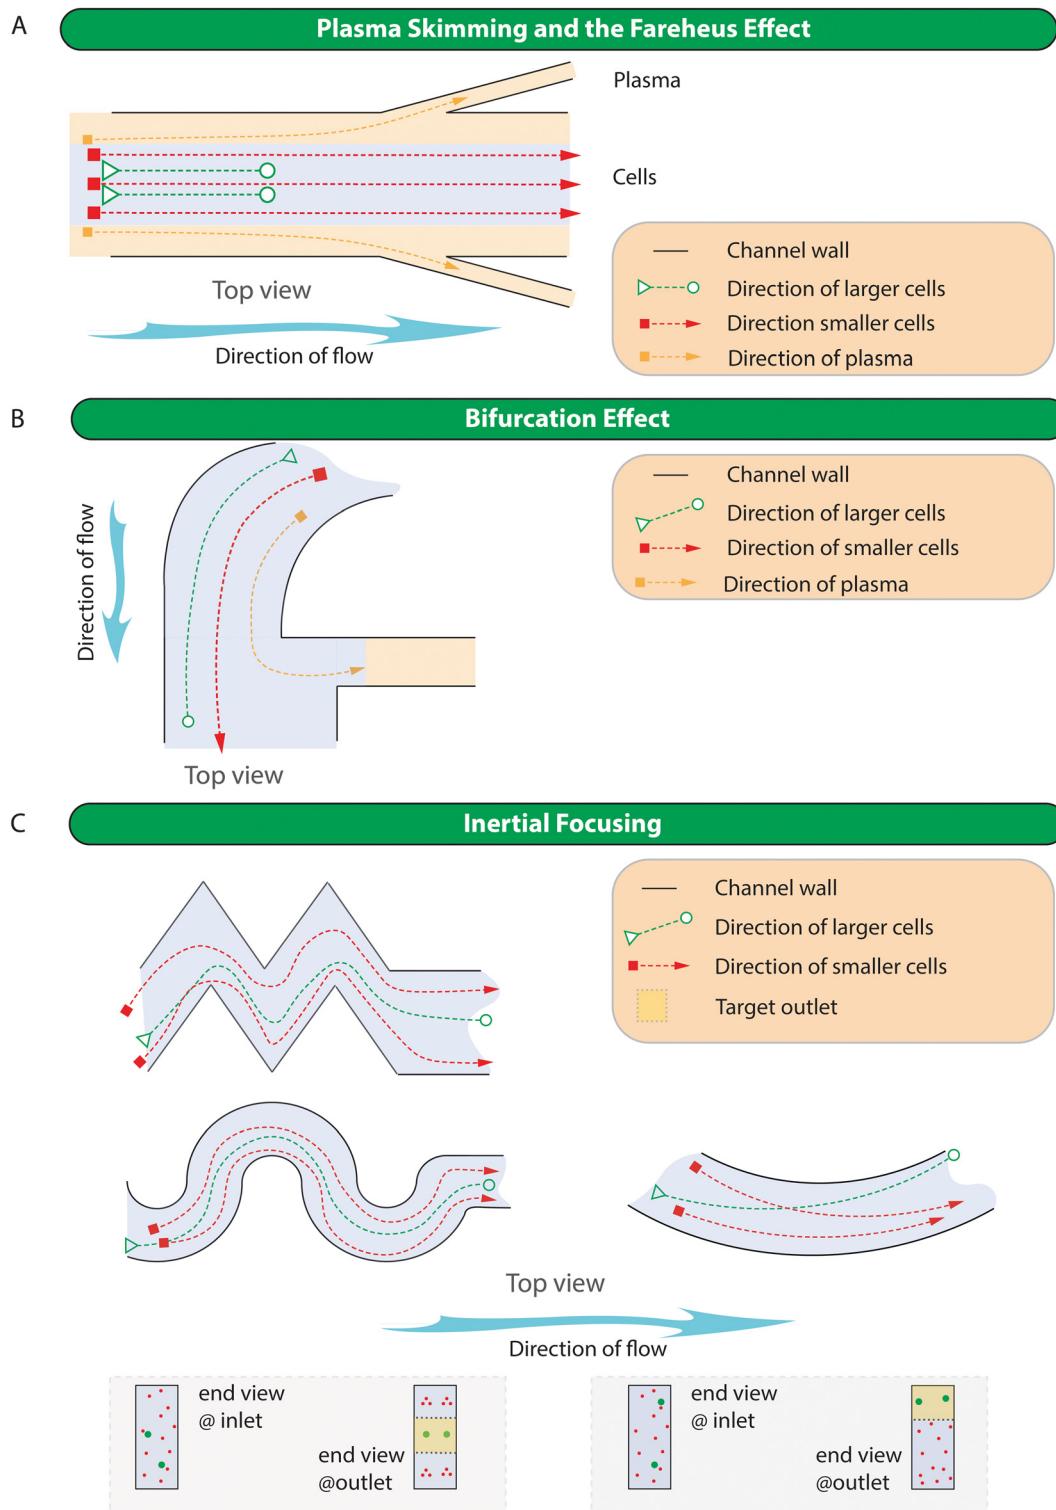 A
Plasma Skimming and the Fareheus Effect
Plasma
Cells
Channel wall
Direction of larger cells
Direction smaller cells
Direction of plasma
Top view
Direction of flow
B
Bifurcation Effect
Direction of flow
Channel wall
Direction of larger cells
Direction of smaller cells
Direction of plasma
Top view
C
Inertial Focusing
Channel wall
Direction of larger cells
Direction of smaller cells
Target outlet
Top view
Direction of flow
end view
@ inlet
end view
@outlet
end view
@ inlet
end view
@outlet